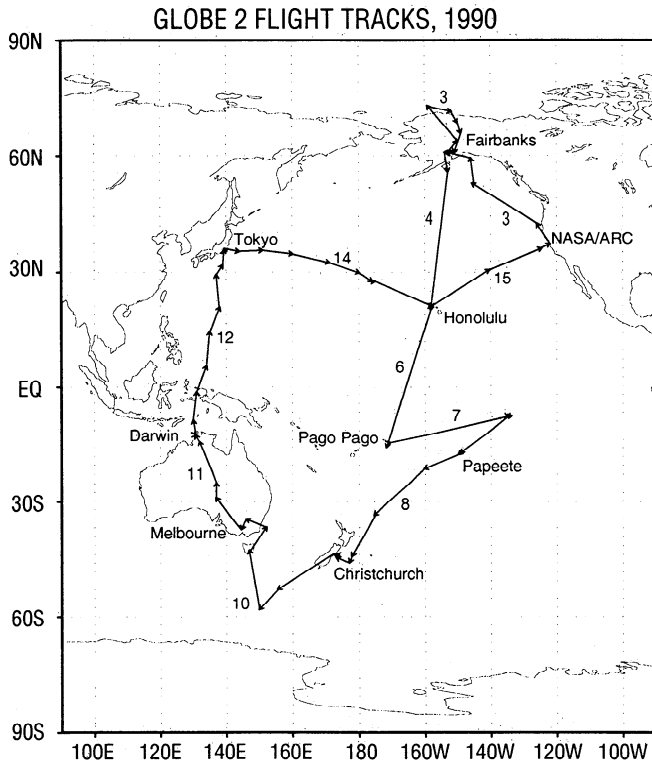 GLOBE 2 FLIGHT TRACKS, 1990
90N
3
Fairbanks
60N
4
3
NASA/ARC
Tokyo
14
30N
15
Honolulu
12
6
EQ
7
Darwin
Pago Pago
Papeete
11
30S
8
Melbourne
Christchurch
10
60S
90S
100E 120E 140E 160E 180 160W 140W 120W 100W